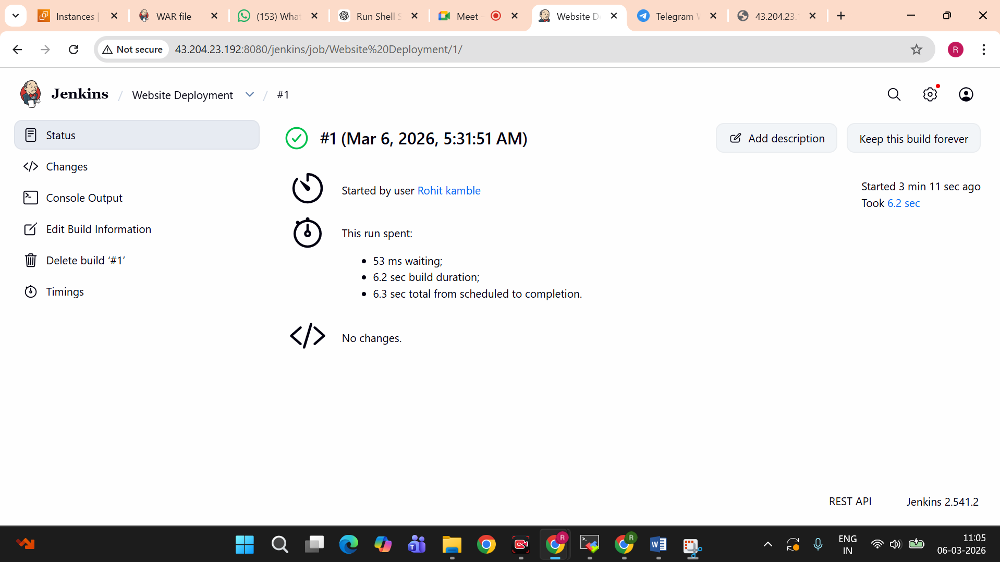 Instances |
WAR file
(153) What
Run Shell S
Meet -
Website D
Telegram W
43.204.23.
Not secure
43.204.23.192:8080/jenkins/job/Website%20Deployment/1/
R
Jenkins / Website Deployment / #1
Status
Changes
Console Output
Edit Build Information
Delete build ‘#1’
Timings
#1 (Mar 6, 2026, 5:31:51 AM)
Add description
Keep this build forever
Started by user Rohit kamble
Started 3 min 11 sec ago
Took 6.2 sec
This run spent:
53 ms waiting;
6.2 sec build duration;
6.3 sec total from scheduled to completion.
No changes.
REST API
Jenkins 2.541.2
R
R
ENG
IN
11:05
06-03-2026